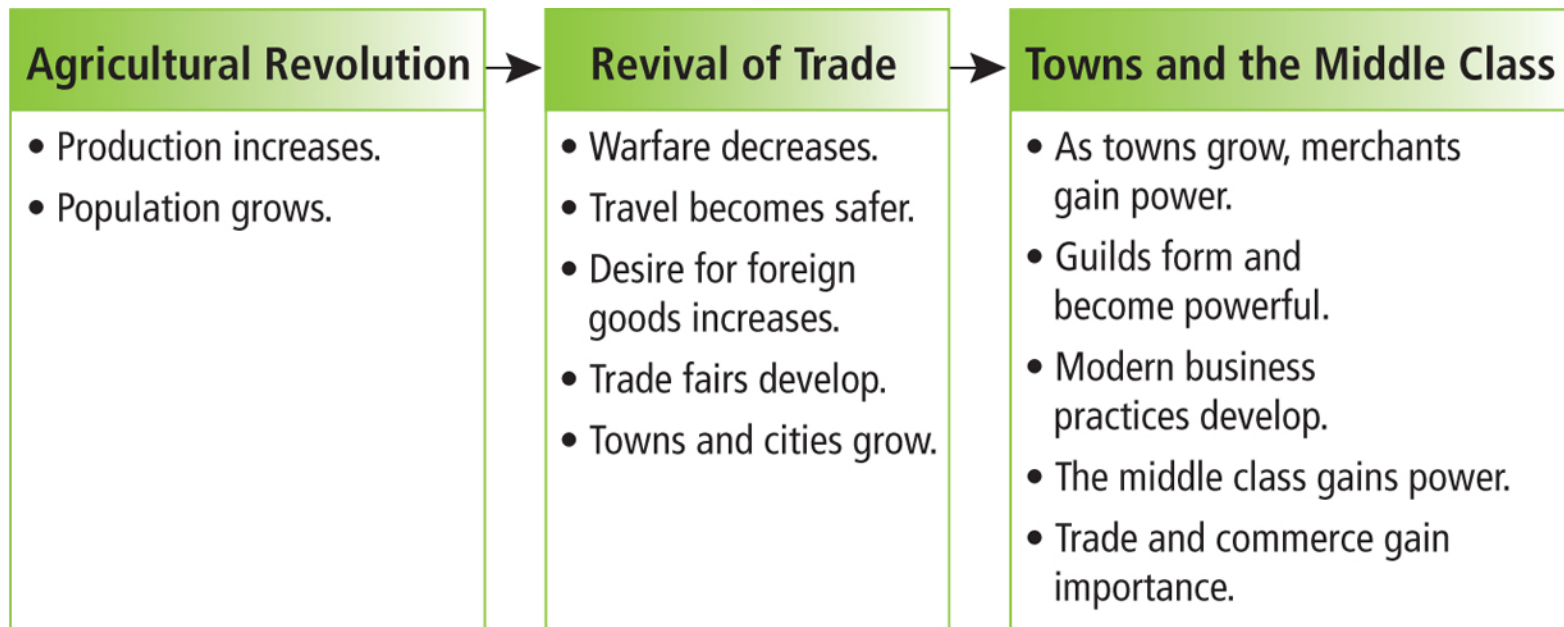 Agricultural Revolution
• Production increases.
• Population grows.
Revival of Trade
• Warfare decreases.
• Travel becomes safer.
• Desire for foreign
goods increases.
• Trade fairs develop.
• Towns and cities grow.
Towns and the Middle Class
• As towns grow, merchants
gain power.
• Guilds form and
become powerful.
• Modern business
practices develop.
• The middle class gains power.
• Trade and commerce gain
importance.